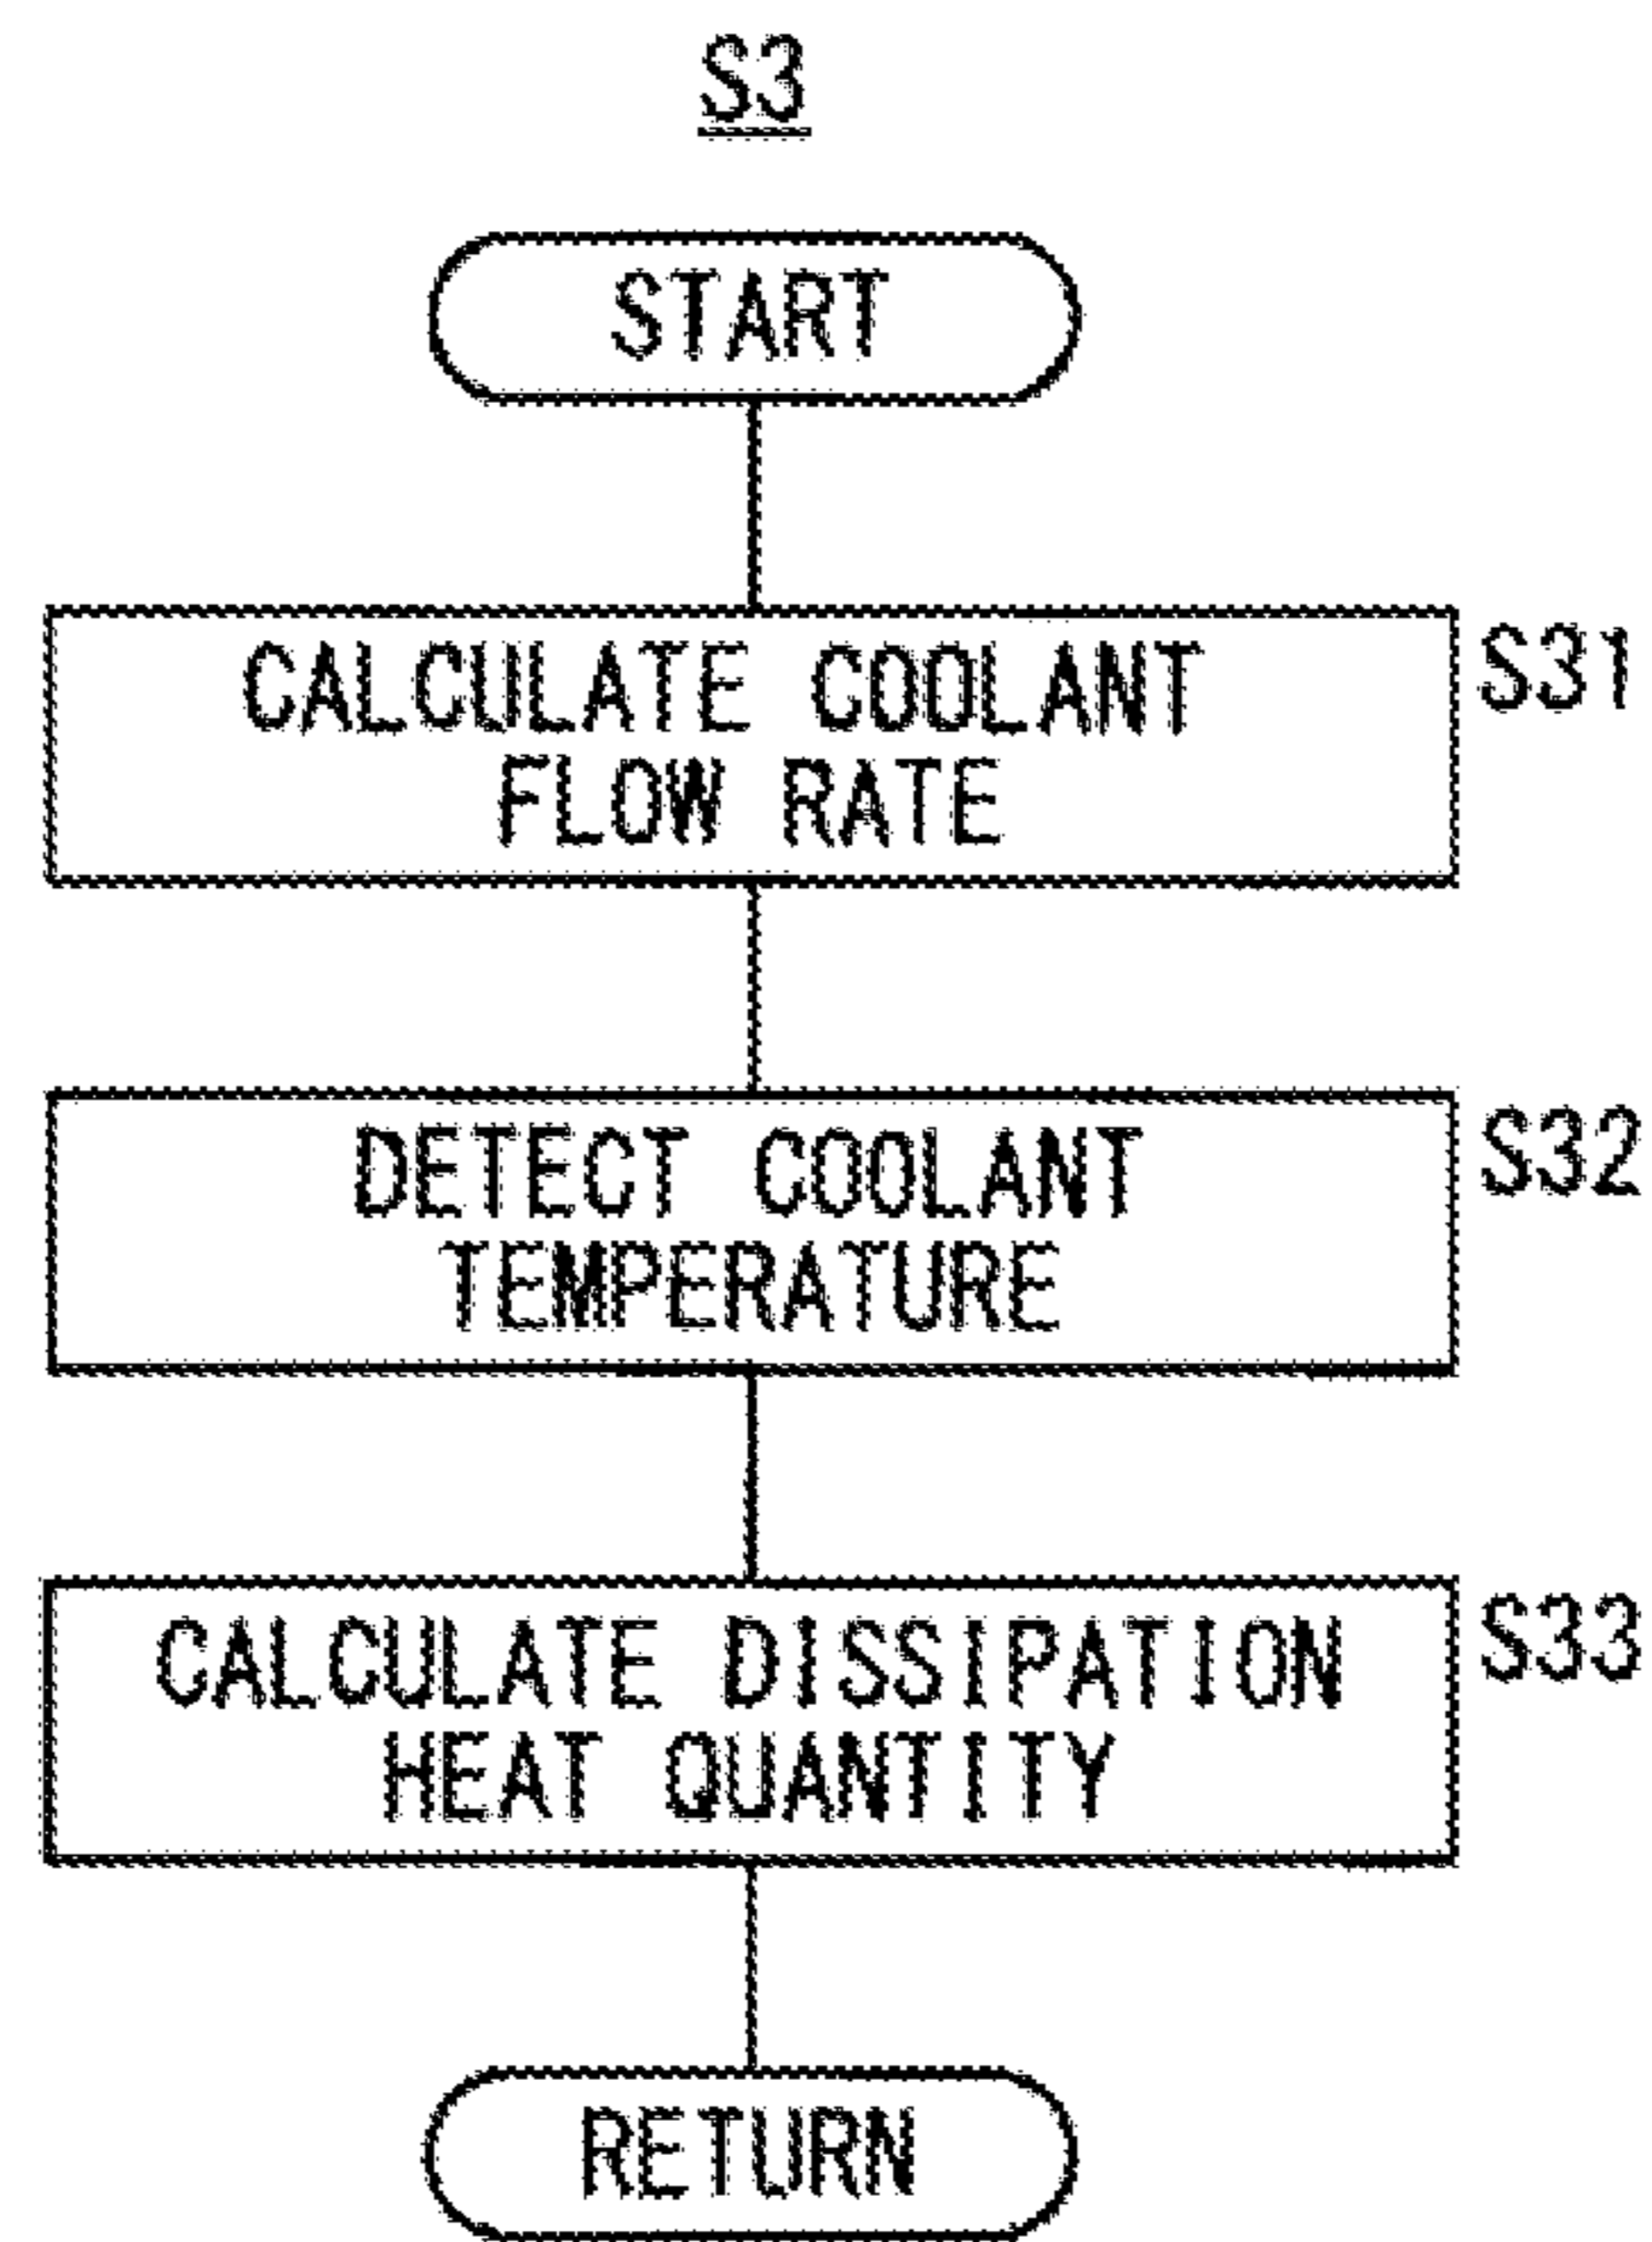 S3
START
CALCULATE COOLANT
FLOW RATE
S31
DETECT COOLANT
TEMPERATURE
S32
CALCULATE DISSIPATION
HEAT QUANTITY
S33
RETURN